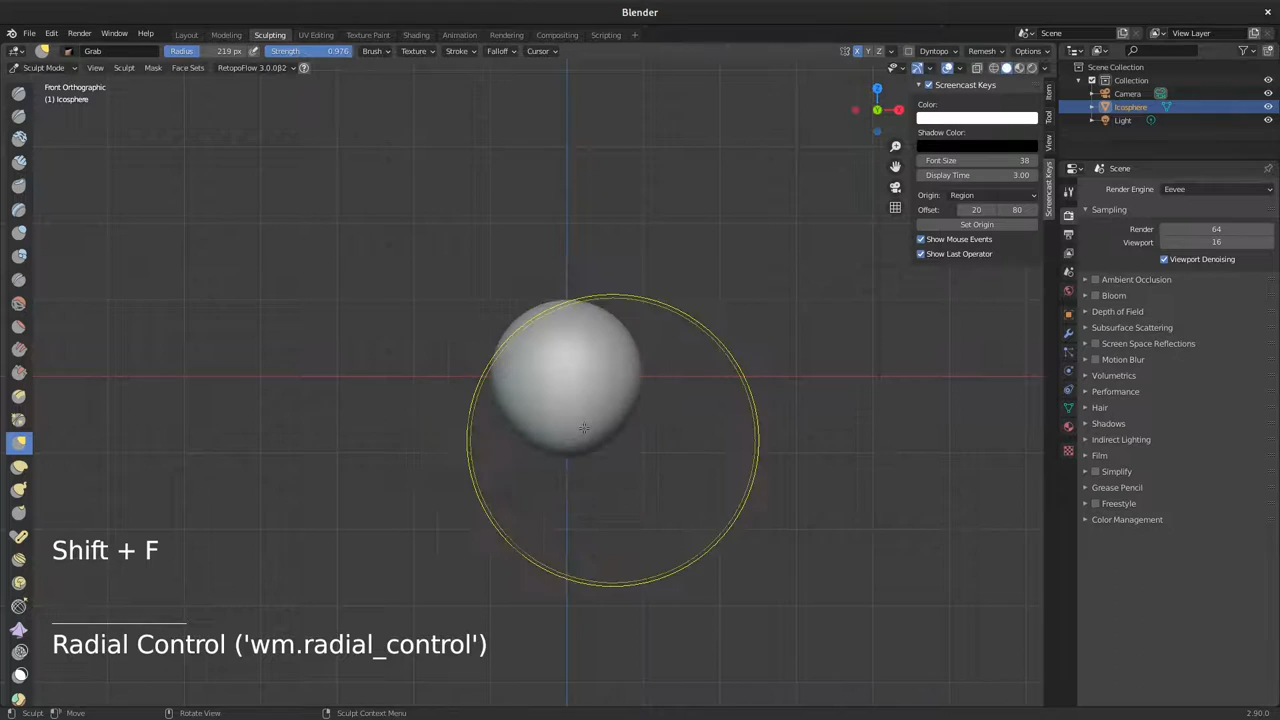 Blender
File Edit Render Window Help Layout Modeling Sculpting UV Editing Texture Paint Shading Animation Rendering Compositing Scripting + Scene View Layer
Grab Radius 219 px Strength 0.976 Brush Texture Stroke Falloff Cursor X Y Z Dyntopo Remesh Options
Sculpt Mode View Sculpt Mask Face Sets RetopoFlow 3.0.0β2 ?
Front Orthographic
(1) Icosphere
Z
X
Y
Screencast Keys
Color:
Shadow Color:
Font Size 38
Display Time 3.00
Origin: Region
Offset: 20 80
Set Origin
Show Mouse Events
Show Last Operator
Item
Tool
View
Screencast Keys
Scene Collection
Collection
Camera
Icosphere
Light
Scene
Render Engine Eevee
Sampling
Render 64
Viewport 16
Viewport Denoising
Ambient Occlusion
Bloom
Depth of Field
Subsurface Scattering
Screen Space Reflections
Motion Blur
Volumetrics
Performance
Hair
Shadows
Indirect Lighting
Film
Simplify
Grease Pencil
Freestyle
Color Management
Shift + F
Radial Control ('wm.radial_control')
Sculpt Move Rotate View Sculpt Context Menu 2.90.0